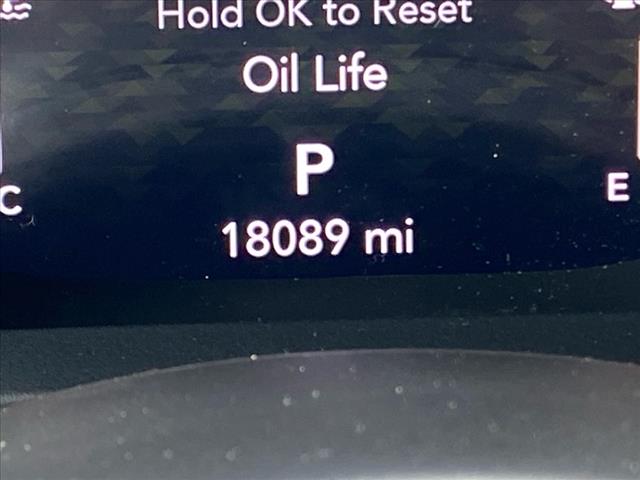 Hold OK to Reset
Oil Life
P
C
E
18089 mi